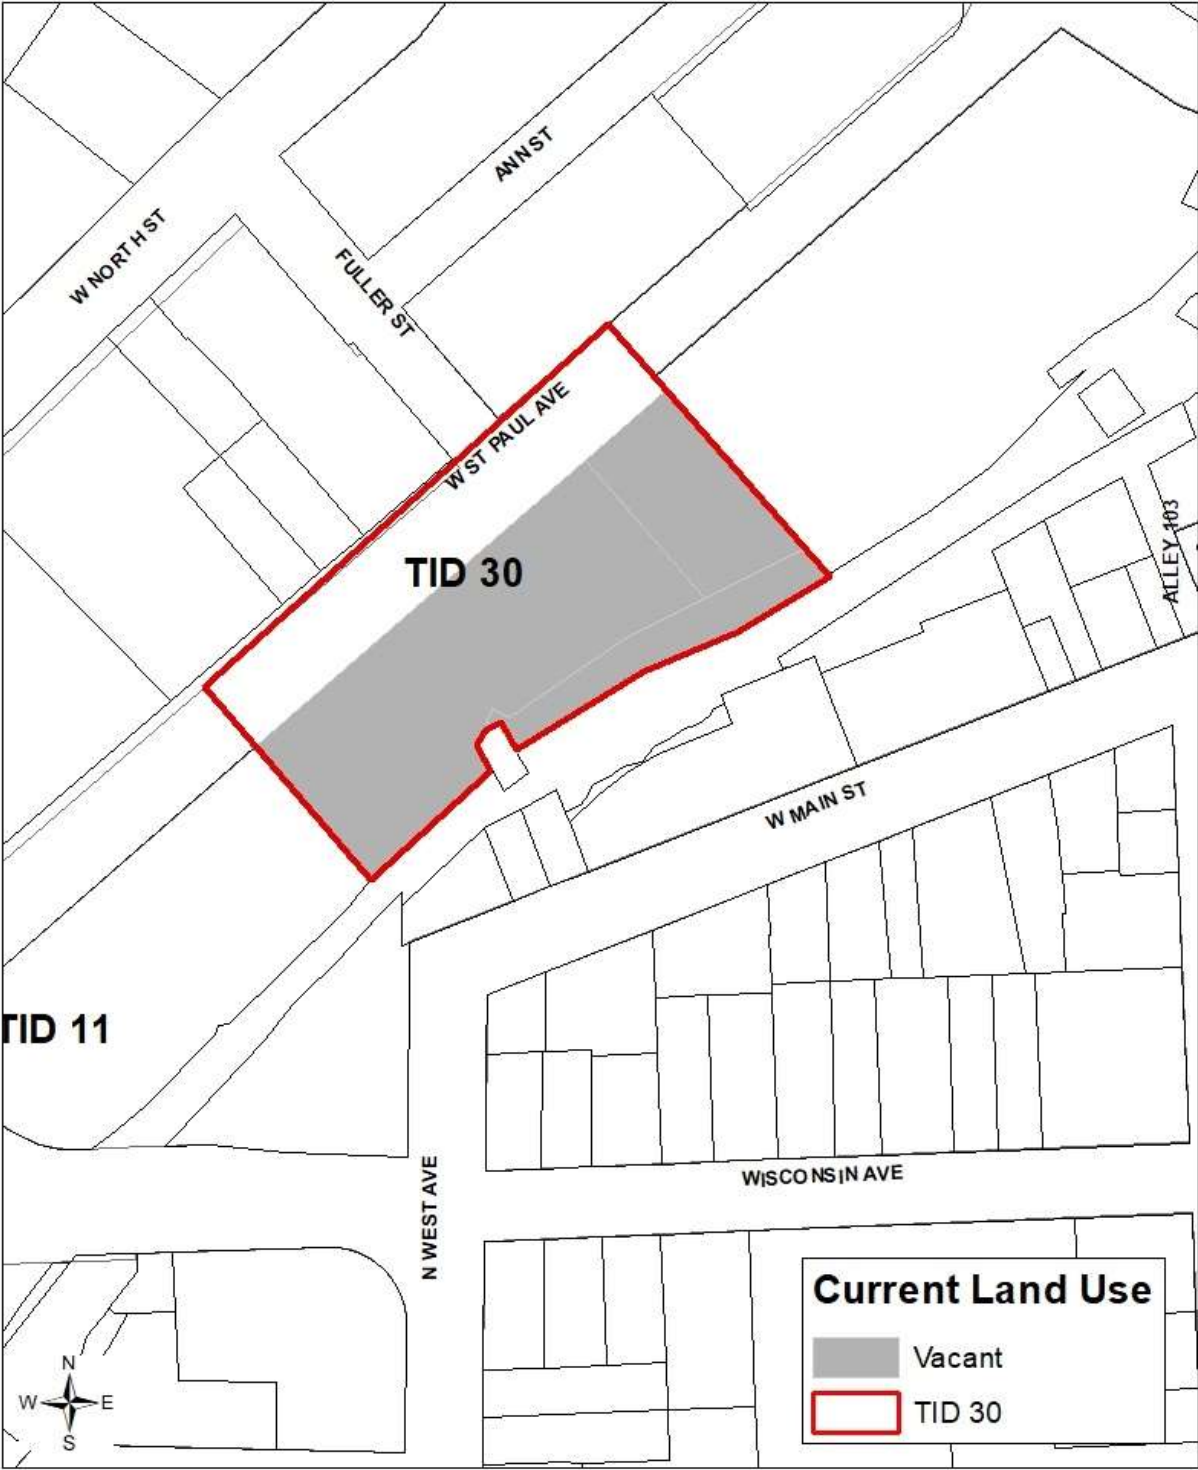 ANN ST
W NORTH ST
FULLER ST
W ST PAUL AVE
TID 30
ALLEY 103
W MAIN ST
TID 11
WISCONSIN AVE
N WEST AVE
Current Land Use
Vacant
TID 30
N
W E
S